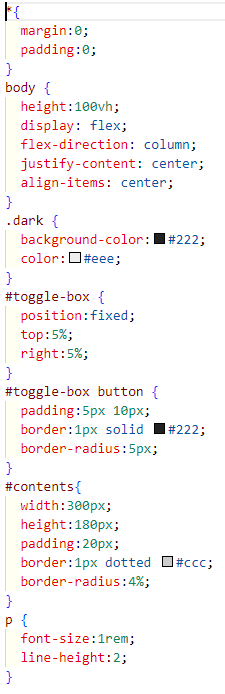 *{
margin:0;
padding:0;
}
body {
height:100vh;
display: flex;
flex-direction: column;
justify-content: center;
align-items: center;
}
.dark {
background-color:#222;
color:#eee;
}
#toggle-box {
position:fixed;
top:5%;
right:5%;
}
#toggle-box button {
padding:5px 10px;
border:1px solid #222;
border-radius:5px;
}
#contents{
width:300px;
height:180px;
padding:20px;
border:1px dotted #ccc;
border-radius:4%;
}
p {
font-size:1rem;
line-height:2;
}